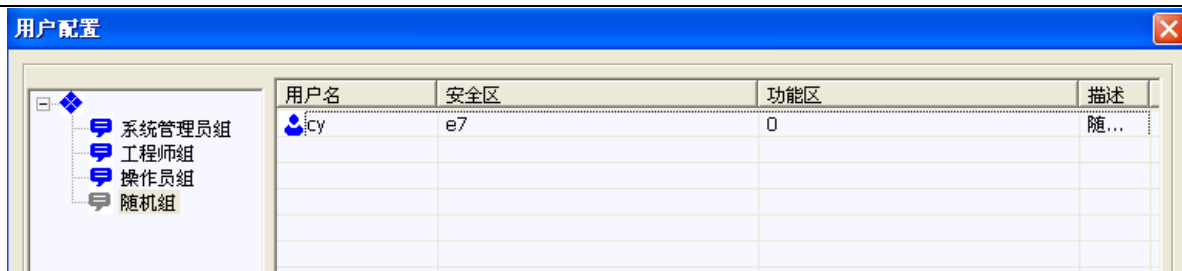 用户配置
用户名 安全区 功能区 描述
cy e7 0 随...
系统管理员组
工程师组
操作员组
随机组